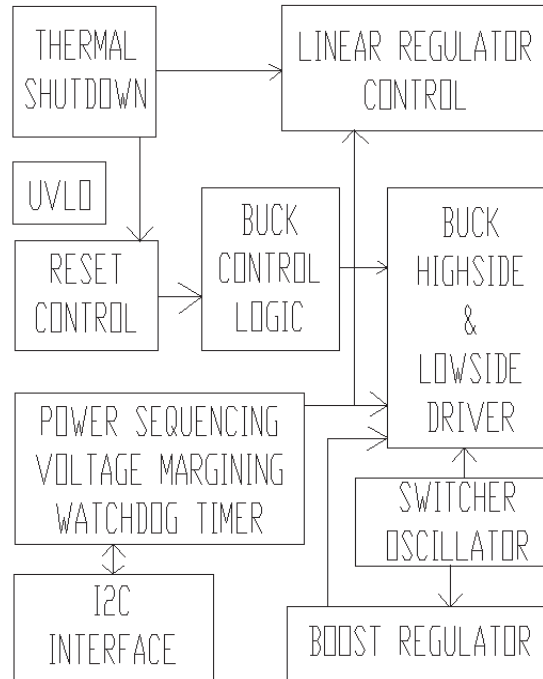 THERMAL
SHUTDOWN
LINEAR REGULATOR
CONTROL
UVLO
RESET
CONTROL
BUCK
CONTROL
LOGIC
BUCK
HIGHSIDE
&
LOWSIDE
DRIVER
POWER SEQUENCING
VOLTAGE MARGINING
WATCHDOG TIMER
SWITCHER
OSCILLATOR
I2C
INTERFACE
BOOST REGULATOR